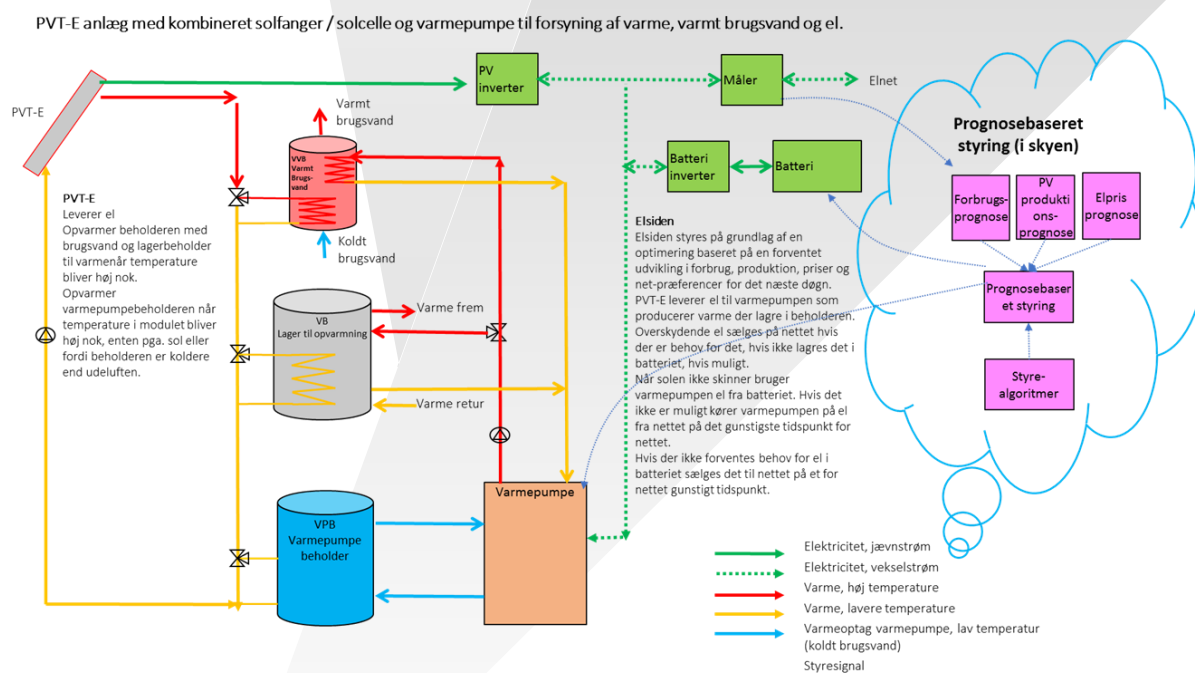 PVT-E anlæg med kombineret solfanger / solcelle og varmepumpe til forsyning af varme, varmt brugsvand og el.
PVT-E
PV
inverter
Måler
Elnet
Varmt
brugsvand
VVB
Varmt
Brugs-
vand
Koldt
brugsvand
Batteri
inverter
Batteri
PVT-E
Leverer el
Opvarmer beholderen med
brugsvand og lagerbeholder
til varmenår temperature
bliver høj nok.
Opvarmer
varmepumpebeholderen når
temperature i modulet bliver
høj nok, enten pga. sol eller
fordi beholderen er koldere
end udeluften.
VB
Lager til opvarmning
Varme frem
Varme retur
VPB
Varmepumpe
beholder
Varmepumpe
Elsiden
Elsiden styres på grundlag af en
optimering baseret på en forventet
udvikling i forbrug, produktion, priser og
net-præferencer for det næste døgn.
PVT-E leverer el til varmepumpen som
producerer varme der lagre i beholderen.
Overskydende el sælges på nettet hvis
der er behov for det, hvis ikke lagres det i
batteriet, hvis muligt.
Når solen ikke skinner bruger
varmepumpen el fra batteriet. Hvis det
ikke er muligt kører varmepumpen på el
fra nettet på det gunstigste tidspunkt for
nettet.
Hvis der ikke forventes behov for el i
batteriet sælges det til nettet på et for
nettet gunstigt tidspunkt.
Prognosebaseret
styring (i skyen)
Forbrugs-
prognose
PV
produkti
ons-
prognose
Elpris
prognose
Prognosebaser
et styring
Styre-
algoritmer
Elektricitet, jævnstrøm
Elektricitet, vekselstrøm
Varme, høj temperature
Varme, lavere temperature
Varmeoptag varmepumpe, lav temperatur
(koldt brugsvand)
Styresignal